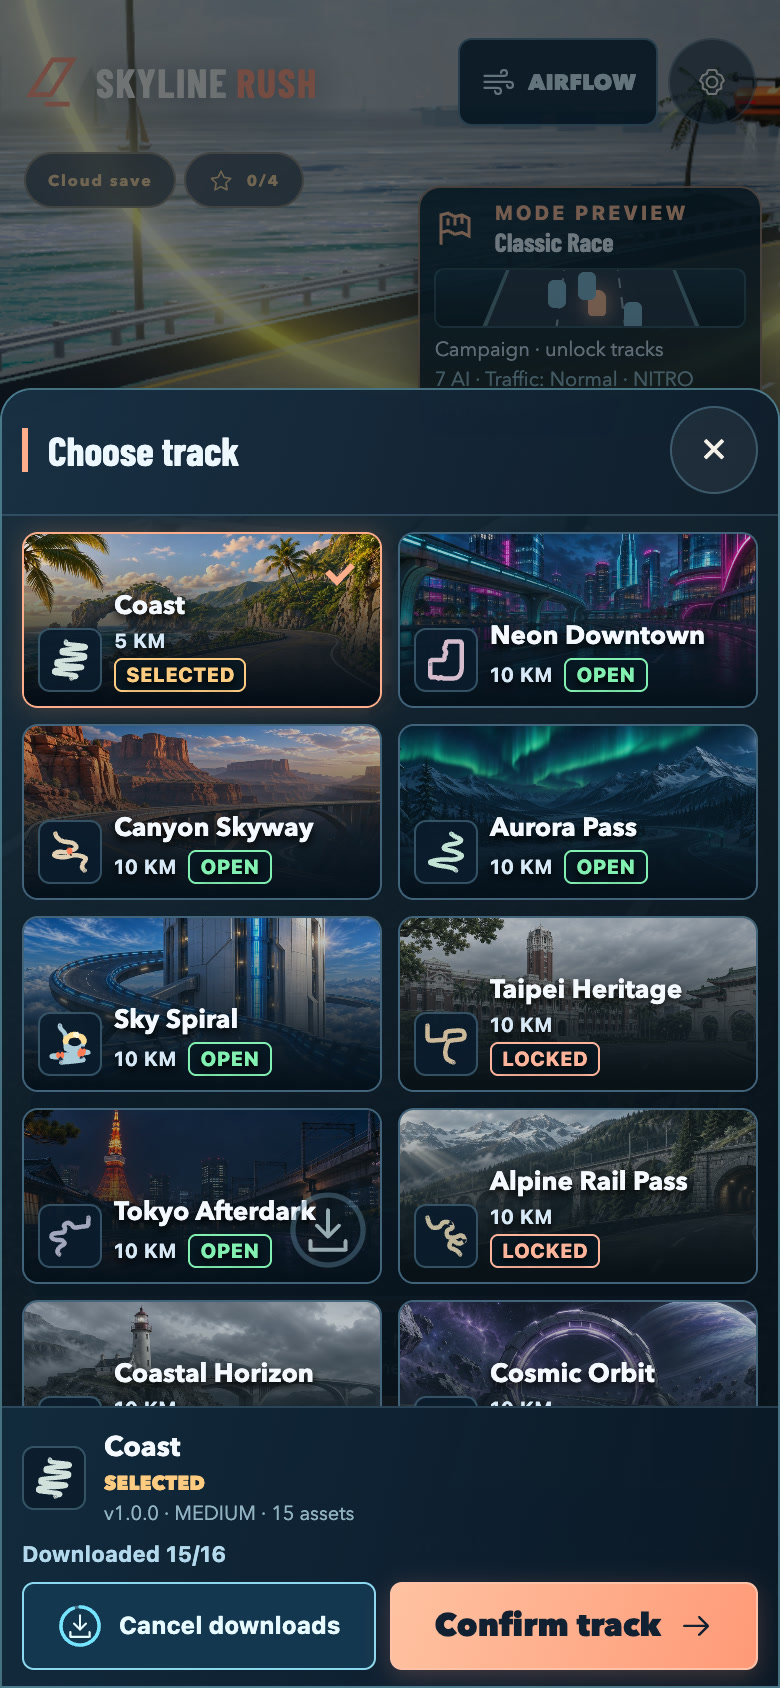 SKYLINE RUSH
AIRFLOW
Cloud save
0/4
MODE PREVIEW
Classic Race
Campaign · unlock tracks
7 AI · Traffic: Normal · NITRO
Choose track
Coast
5 KM
SELECTED
Neon Downtown
10 KM OPEN
Canyon Skyway
10 KM OPEN
Aurora Pass
10 KM OPEN
Sky Spiral
10 KM OPEN
Taipei Heritage
10 KM
LOCKED
Tokyo Afterdark
10 KM OPEN
Alpine Rail Pass
10 KM
LOCKED
Coastal Horizon
10 KM
Cosmic Orbit
10 KM
Coast
SELECTED
v1.0.0 · MEDIUM · 15 assets
Downloaded 15/16
Cancel downloads
Confirm track